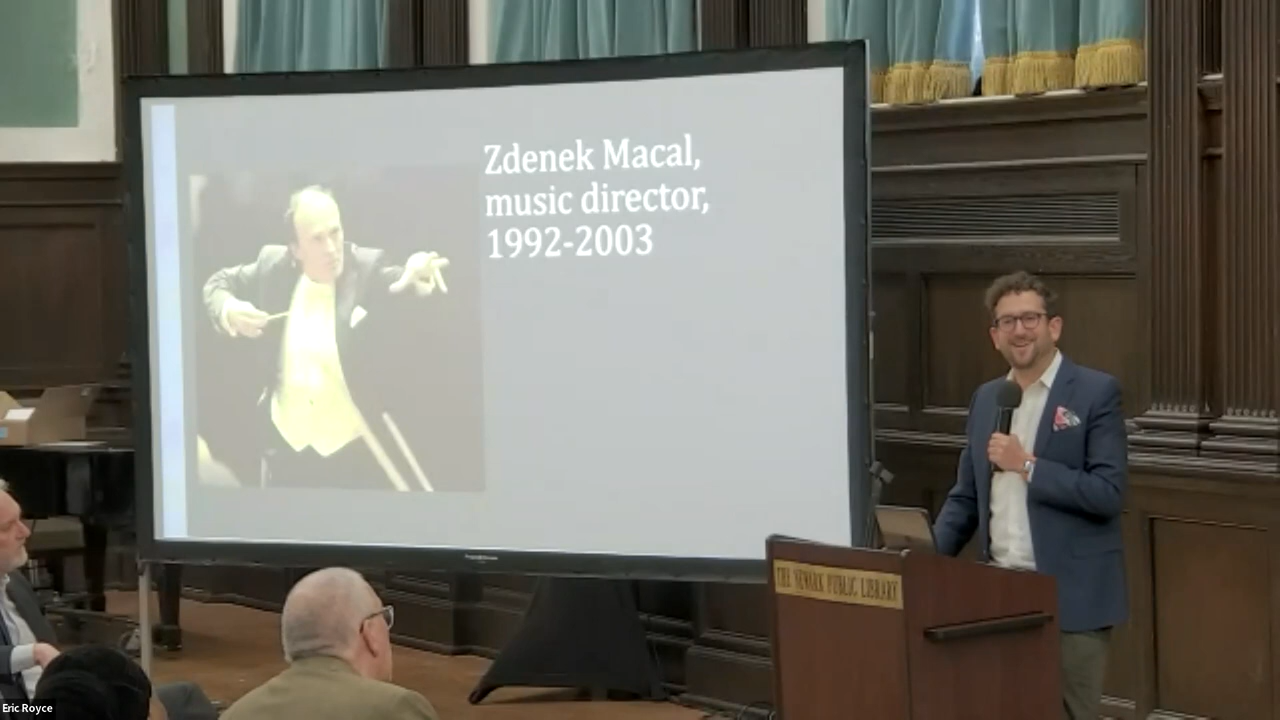 Zdenek Macal,
music director,
1992-2003
THE NEWARK PUBLIC LIBRARY
Eric Royce